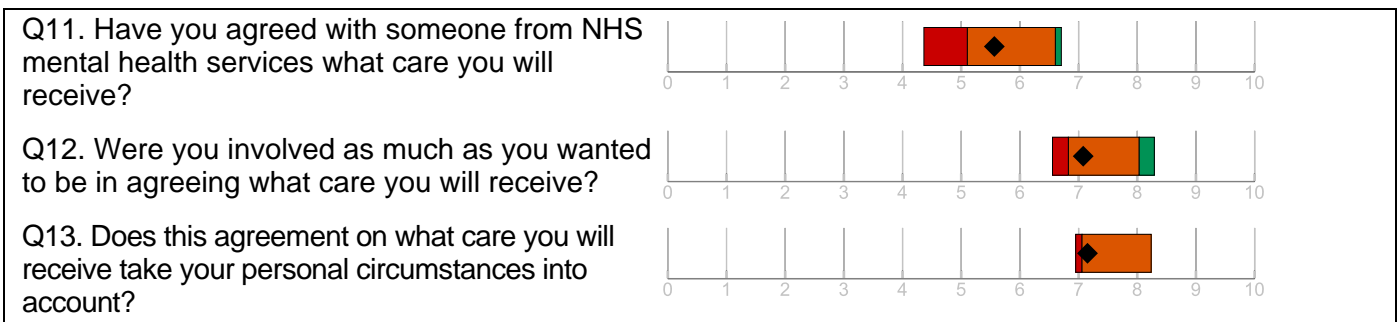 Q11. Have you agreed with someone from NHS
mental health services what care you will
receive?
0 1 2 3 4 5 6 7 8 9 10
Q12. Were you involved as much as you wanted
to be in agreeing what care you will receive?
0 1 2 3 4 5 6 7 8 9 10
Q13. Does this agreement on what care you will
receive take your personal circumstances into
account?
0 1 2 3 4 5 6 7 8 9 10